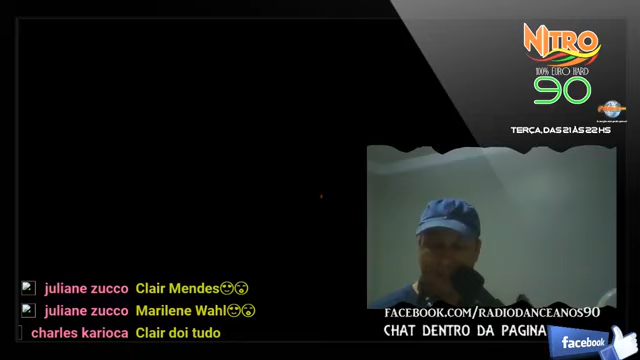 NITRO
100% EURO HARD
90
TERÇA, DAS 21 ÀS 22 HS
juliane zucco Clair Mendes😍😲
juliane zucco Marilene Wahl😍😲
charles karioca Clair doi tudo
FACEBOOK.COM/RADIODANCEANOS90
CHAT DENTRO DA PAGINA
facebook